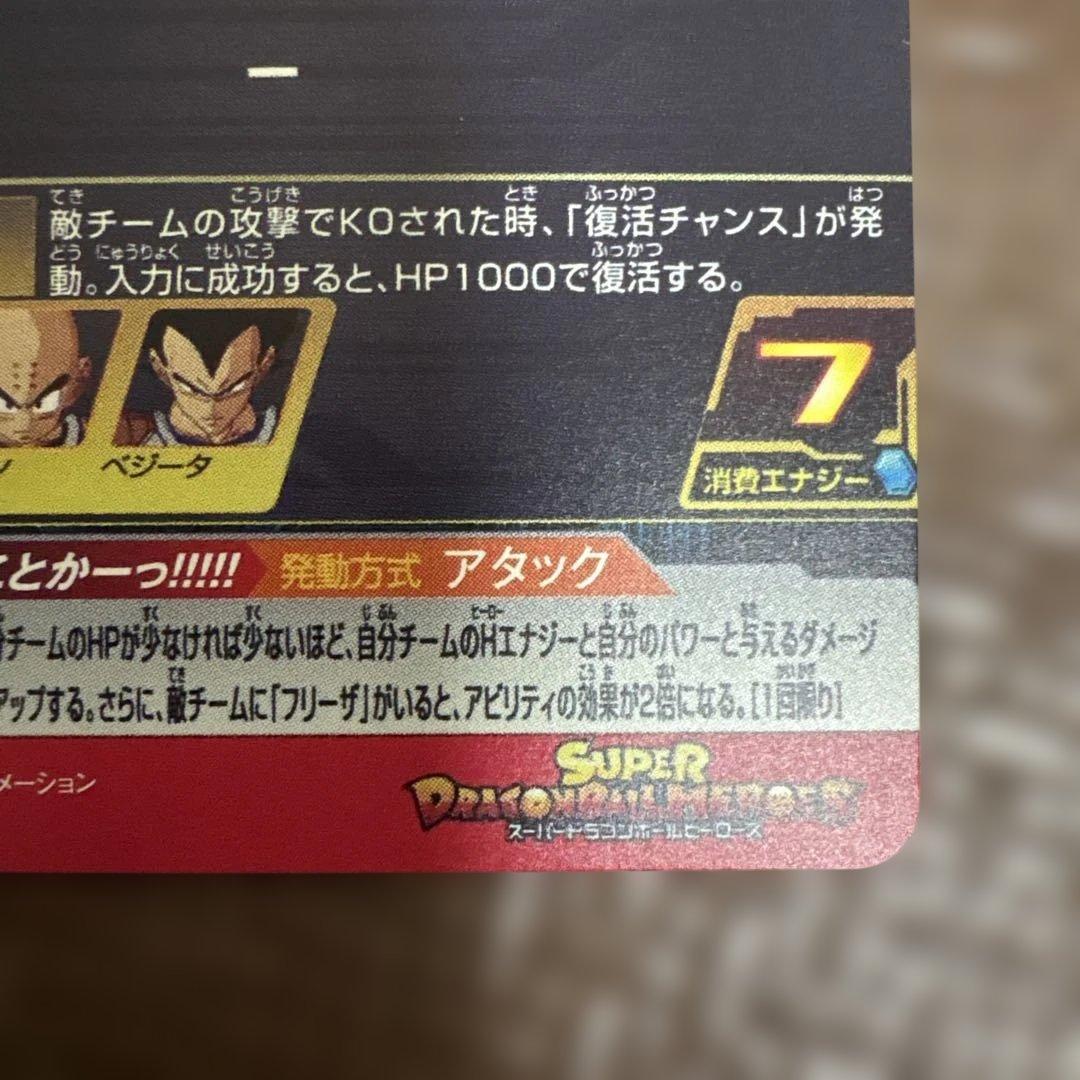 敵チームの攻撃でKOされた時、「復活チャンス」が発
動。入力に成功すると、HP1000で復活する。
7
ベジータ
消費エナジー
とかーっ!!!!! 発動方式 アタック
チームのHPが少なければ少ないほど、自分チームのHエナジーと自分のパワーと与えるダメージ
アップする。さらに、敵チームに「フリーザ」がいると、アビリティの効果が2倍になる。[1回限り]
メーション
SUPER
DRAGONBALL HEROES
スーパードラゴンボールヒーローズ